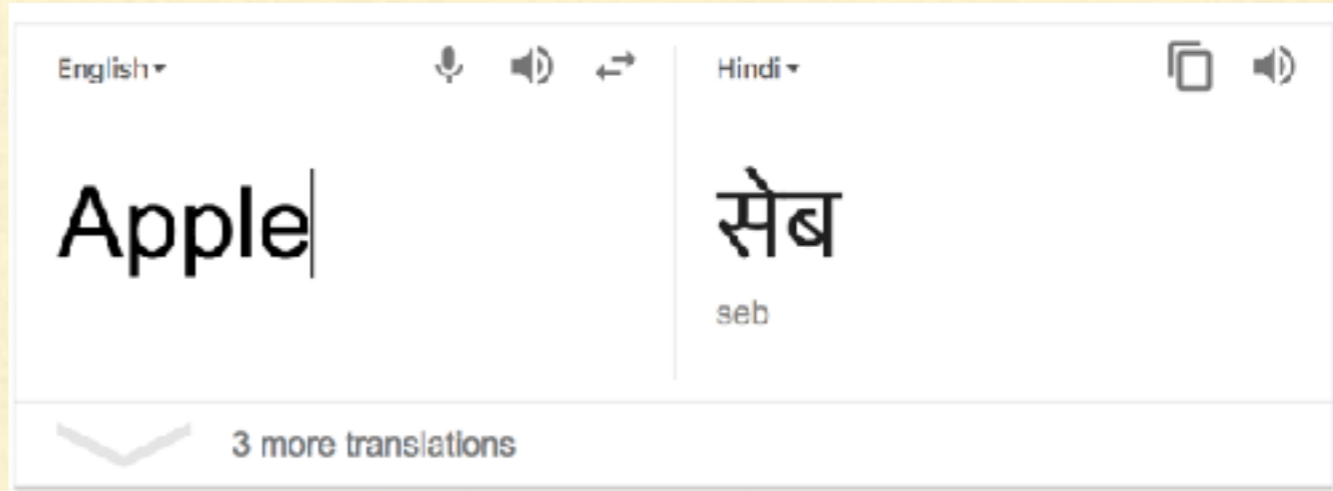 English
Hindi
Apple
सेब
seb
3 more translations